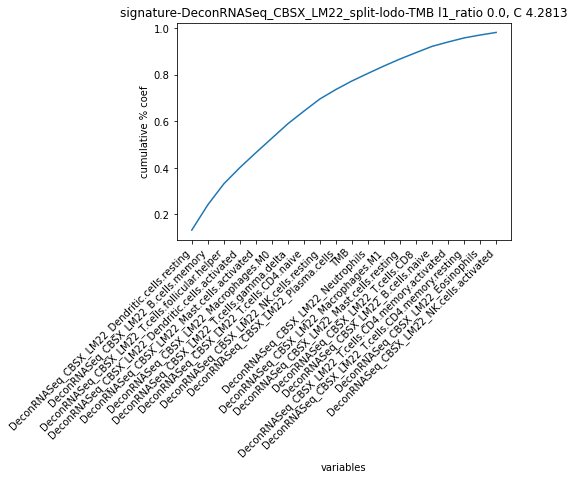 signature-DeconRNASeq_CBSX_LM22_split-lodo-TMB l1_ratio 0.0, C 4.2813
cumulative % coef
1.0
0.8
0.6
0.4
0.2
DeconRNASeq_CBSX_LM22_Dendritic.cells.resting
DeconRNASeq_CBSX_LM22_B.cells.memory
DeconRNASeq_CBSX_LM22_T.cells.follicular.helper
DeconRNASeq_CBSX_LM22_Dendritic.cells.activated
DeconRNASeq_CBSX_LM22_Mast.cells.activated
DeconRNASeq_CBSX_LM22_Macrophages.M0
DeconRNASeq_CBSX_LM22_T.cells.gamma.delta
DeconRNASeq_CBSX_LM22_T.cells.CD4.naive
DeconRNASeq_CBSX_LM22_NK.cells.resting
DeconRNASeq_CBSX_LM22_Plasma.cells
TMB
DeconRNASeq_CBSX_LM22_Neutrophils
DeconRNASeq_CBSX_LM22_Macrophages.M1
DeconRNASeq_CBSX_LM22_Mast.cells.resting
DeconRNASeq_CBSX_LM22_T.cells.CD8
DeconRNASeq_CBSX_LM22_B.cells.naive
DeconRNASeq_CBSX_LM22_T.cells.CD4.memory.activated
DeconRNASeq_CBSX_LM22_T.cells.CD4.memory.resting
DeconRNASeq_CBSX_LM22_Eosinophils
DeconRNASeq_CBSX_LM22_NK.cells.activated
variables